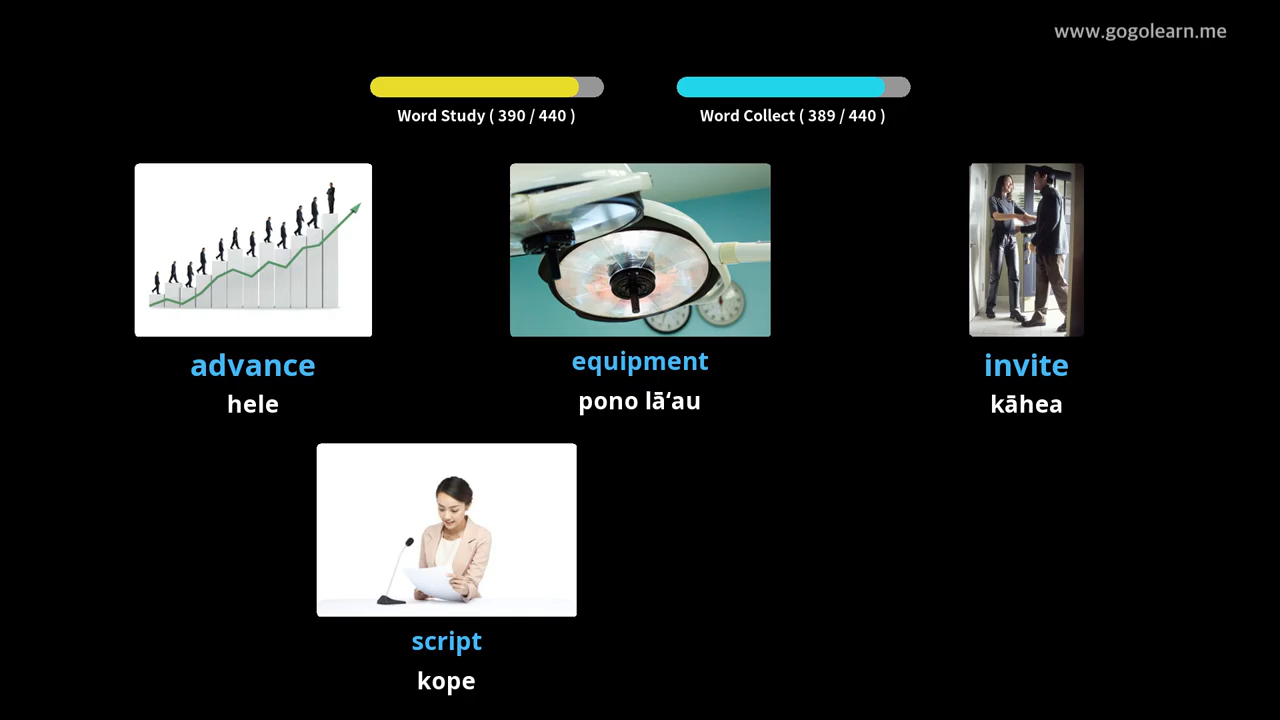 www.gogolearn.me
Word Study ( 390 / 440 )
Word Collect ( 389 / 440 )
advance
hele
equipment
pono lāʻau
invite
kāhea
script
kope